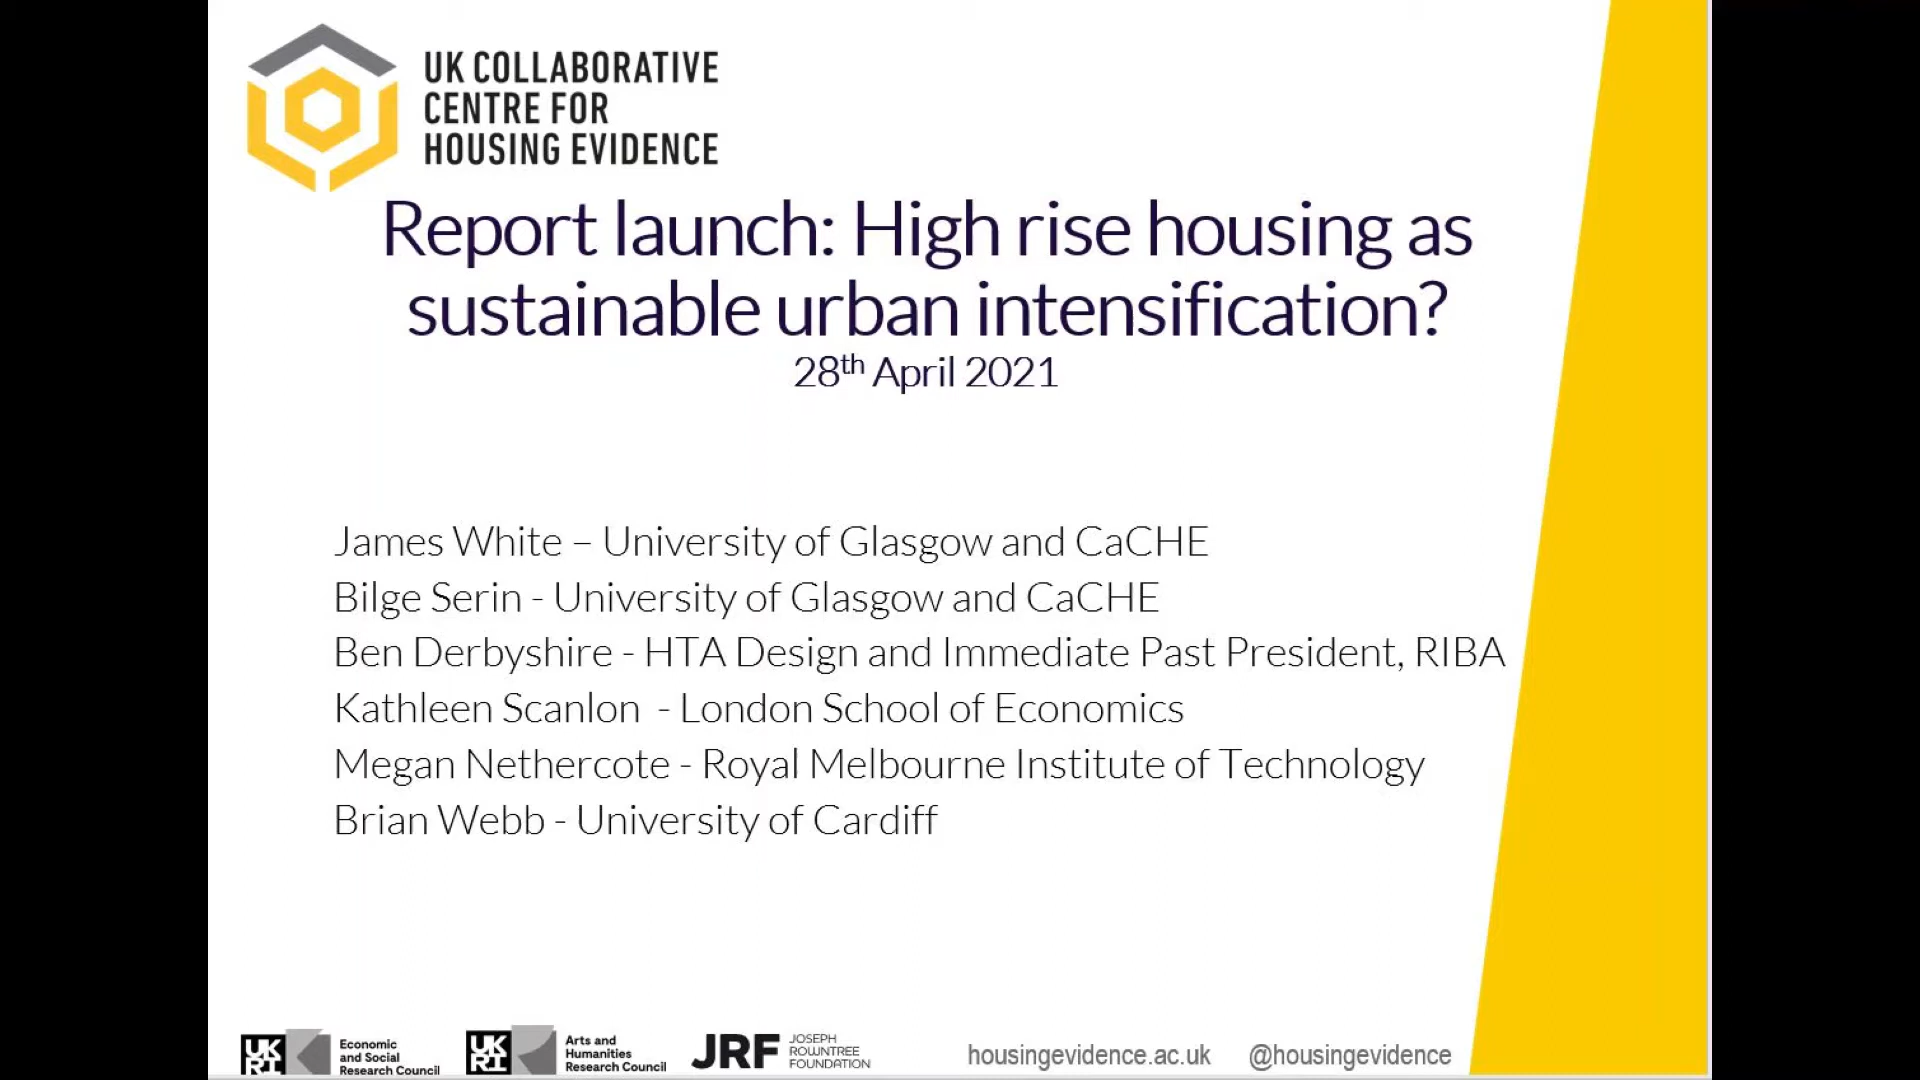 UK COLLABORATIVE
CENTRE FOR
HOUSING EVIDENCE
Report launch: High rise housing as
sustainable urban intensification?
28th April 2021
James White – University of Glasgow and CaCHE
Bilge Serin - University of Glasgow and CaCHE
Ben Derbyshire - HTA Design and Immediate Past President, RIBA
Kathleen Scanlon - London School of Economics
Megan Nethercote - Royal Melbourne Institute of Technology
Brian Webb - University of Cardiff
UKRI
Economic
and Social
Research Council
UKRI
Arts and
Humanities
Research Council
JRF
JOSEPH
ROUNTREE
FOUNDATION
housingevidence.ac.uk
@housingevidence